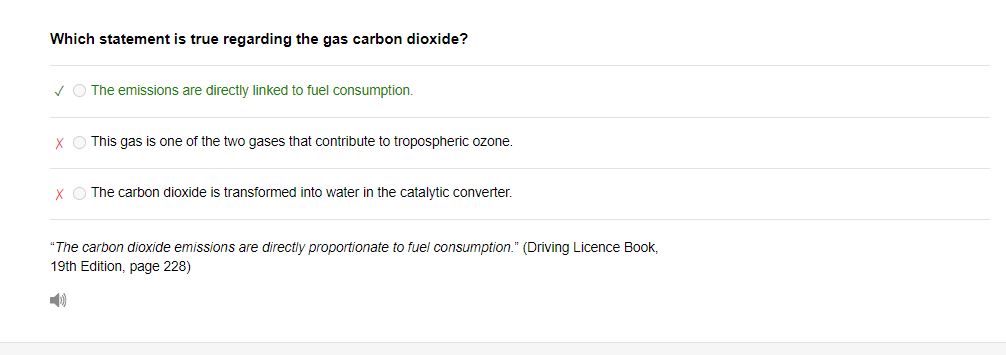 Which statement is true regarding the gas carbon dioxide?
✓ The emissions are directly linked to fuel consumption.
X This gas is one of the two gases that contribute to tropospheric ozone.
X The carbon dioxide is transformed into water in the catalytic converter.
“The carbon dioxide emissions are directly proportionate to fuel consumption.” (Driving Licence Book,
19th Edition, page 228)